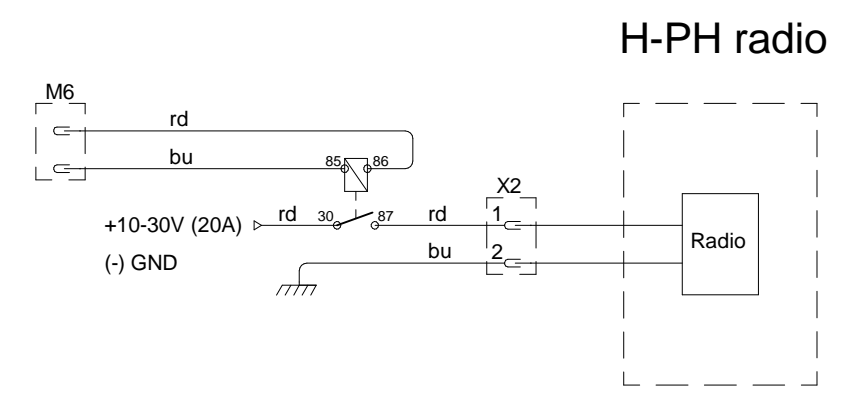 H-PH radio
M6
rd
bu
85 86
X2
+10-30V (20A) rd 30 87 rd 1
Radio
(-) GND bu 2